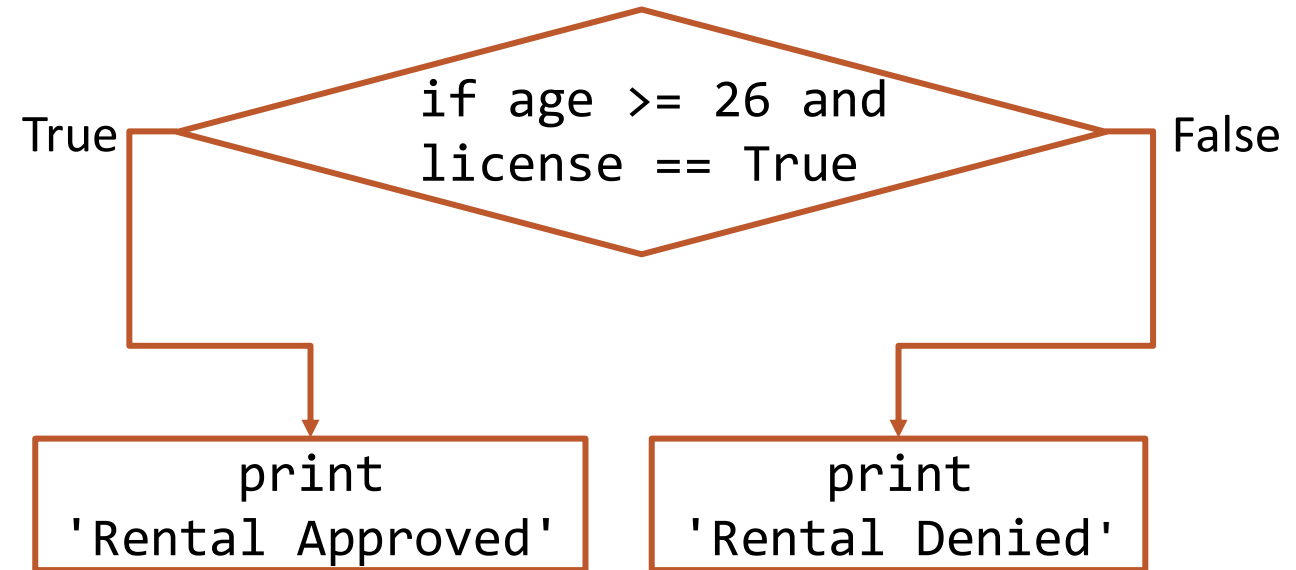 if age >= 26 and
license == True
True
False
print
'Rental Approved'
print
'Rental Denied'